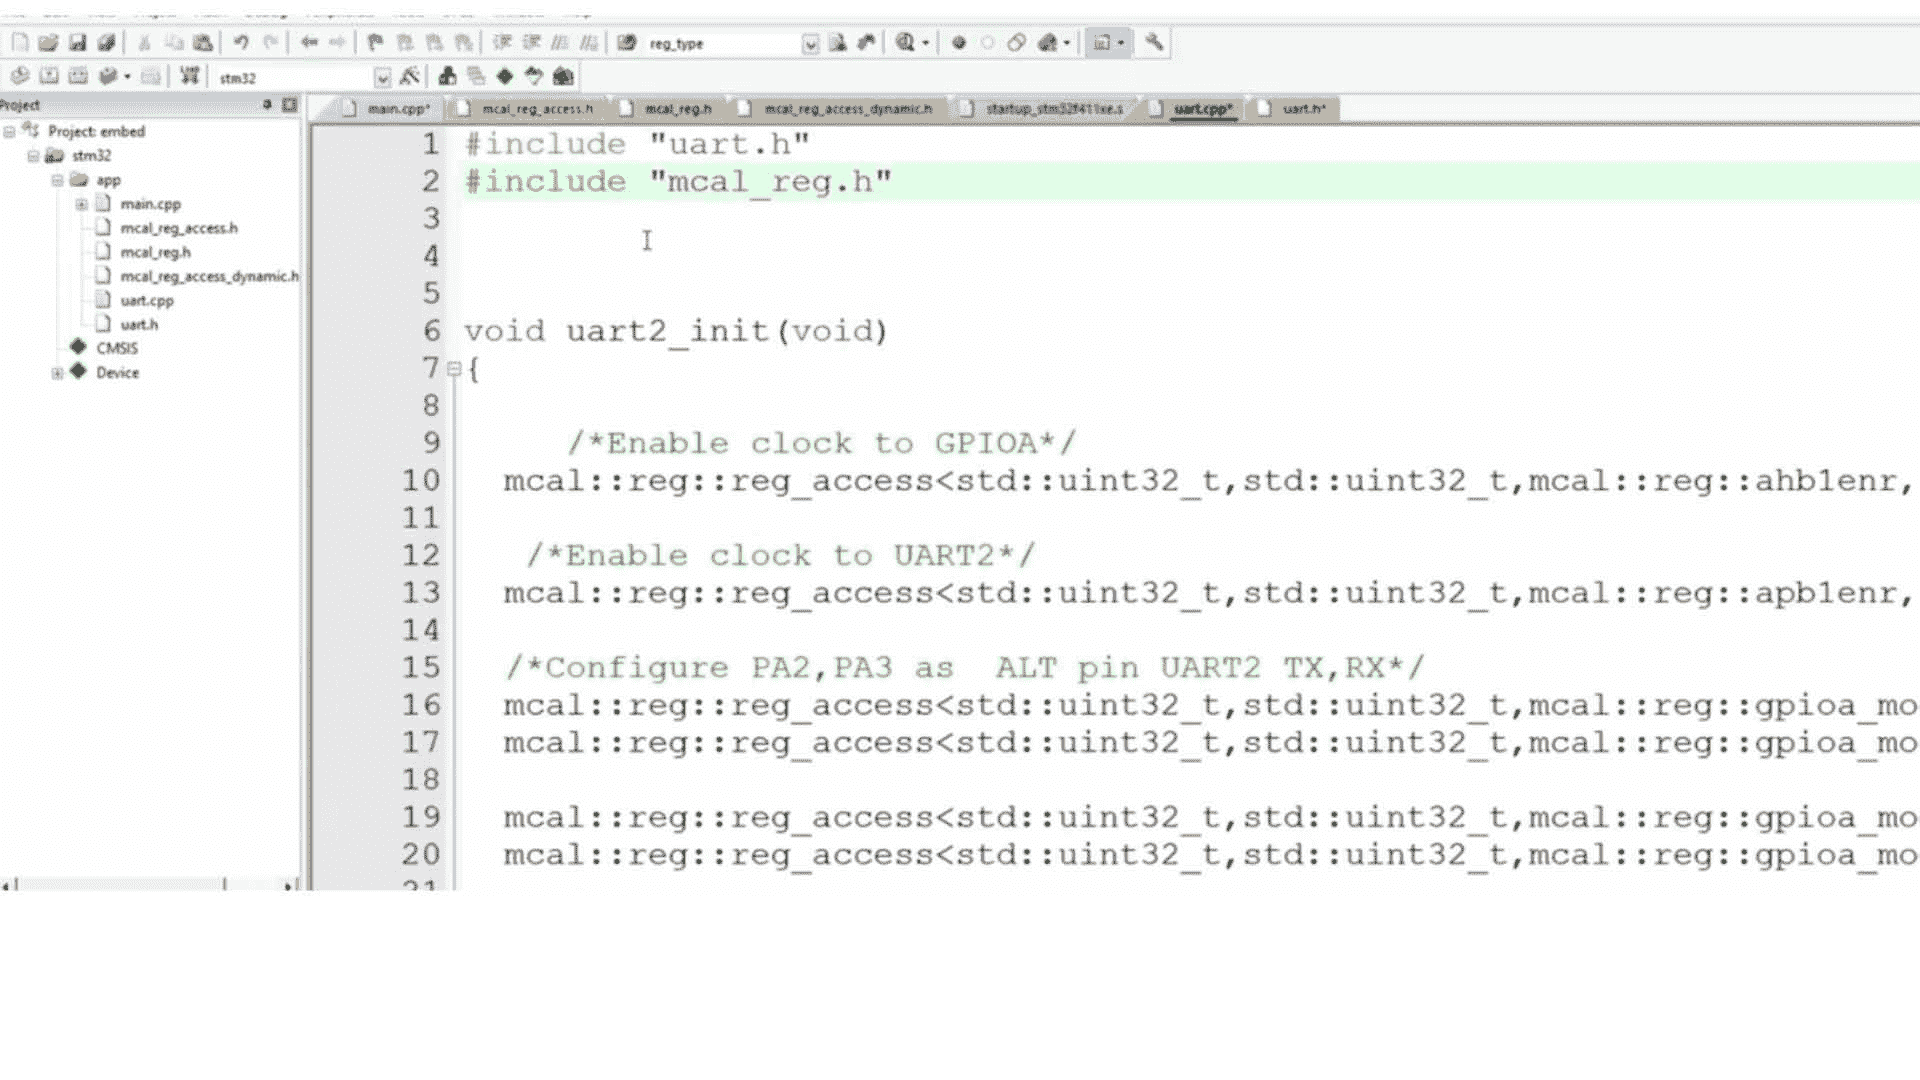 reg_type
stm32
Project
main.cpp* mcal_reg_access.h mcal_reg.h mcal_reg_access_dynamic.h startup_stm32f411xe.s uart.cpp* uart.h*
Project: embed
stm32
app
main.cpp
mcal_reg_access.h
mcal_reg.h
mcal_reg_access_dynamic.h
uart.cpp
uart.h
CMSIS
Device
1 #include "uart.h"
2 #include "mcal_reg.h"
3
4
5
6 void uart2_init(void)
7 {
8
9 /*Enable clock to GPIOA*/
10 mcal::reg::reg_access<std::uint32_t,std::uint32_t,mcal::reg::ahb1enr,
11
12 /*Enable clock to UART2*/
13 mcal::reg::reg_access<std::uint32_t,std::uint32_t,mcal::reg::apb1enr,
14
15 /*Configure PA2,PA3 as  ALT pin UART2 TX,RX*/
16 mcal::reg::reg_access<std::uint32_t,std::uint32_t,mcal::reg::gpioa_mo
17 mcal::reg::reg_access<std::uint32_t,std::uint32_t,mcal::reg::gpioa_mo
18
19 mcal::reg::reg_access<std::uint32_t,std::uint32_t,mcal::reg::gpioa_mo
20 mcal::reg::reg_access<std::uint32_t,std::uint32_t,mcal::reg::gpioa_mo
21